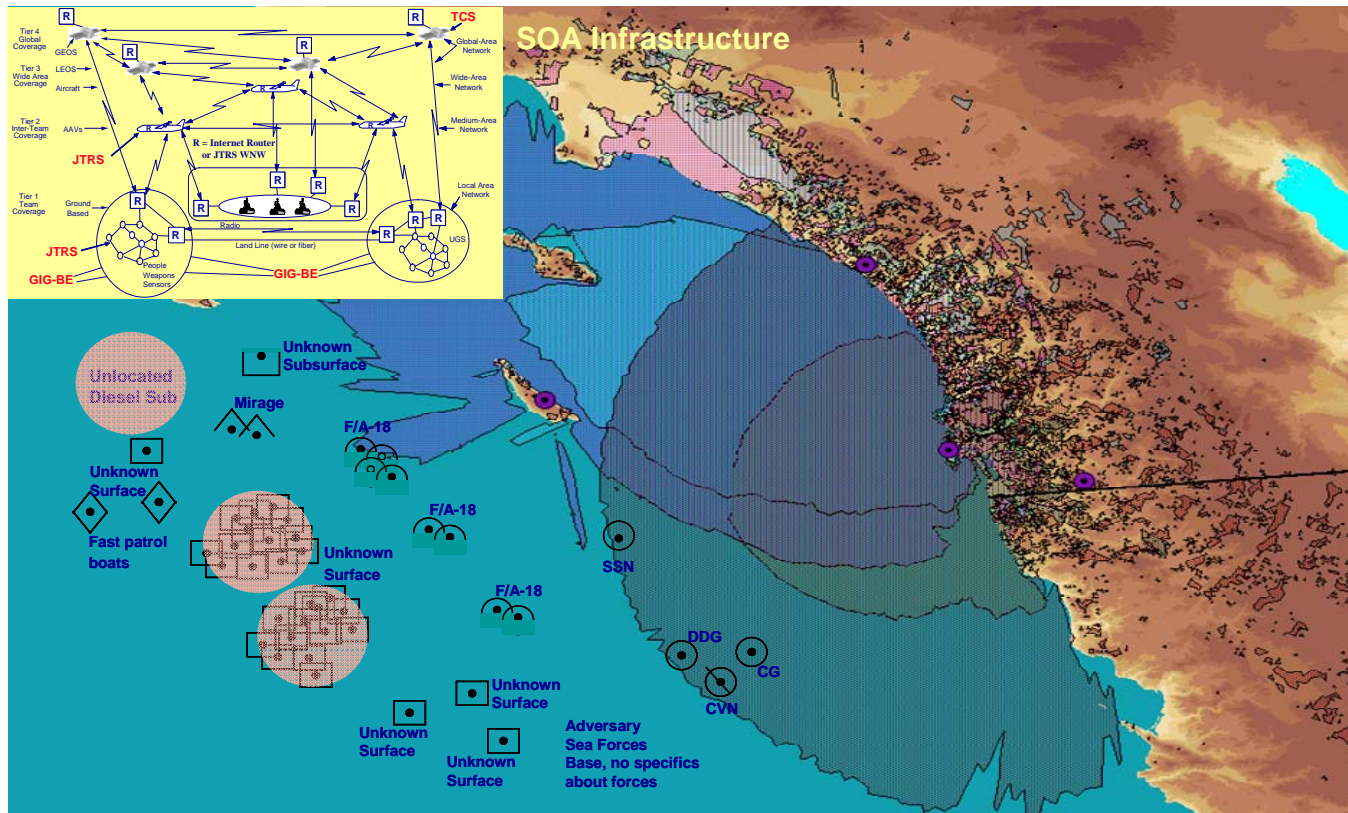 SOA Infrastructure
R
R
TCS
Tier 4
Global
Coverage
GEOS
Global-Area
Network
R
R
Tier 3
Wide Area
Coverage
LEOS
Aircraft
Wide-Area
Network
R
Tier 2
Inter-Team
Coverage
AAVs
R
R
Medium-Area
Network
JTRS
R = Internet Router
or JTRS WNW
R
R
Tier 1
Team
Coverage
Ground
Based
R
R
R
Local Area
Network
R
R
R
R
Radio
R
UGS
JTRS
Land Line (wire or fiber)
People
Weapons
Sensors
GIG-BE
GIG-BE
Unlocated
Diesel Sub
Unknown
Subsurface
Mirage
F/A-18
Unknown
Surface
F/A-18
Fast patrol
boats
Unknown
Surface
SSN
F/A-18
DDG
CG
CVN
Unknown
Surface
Unknown
Surface
Unknown
Surface
Adversary
Sea Forces
Base, no specifics
about forces